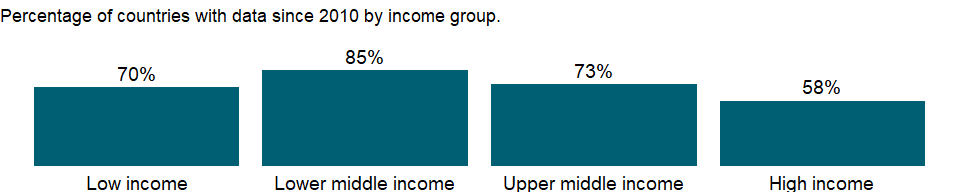 Percentage of countries with data since 2010 by income group.
70%
85%
73%
58%
Low income
Lower middle income
Upper middle income
High income